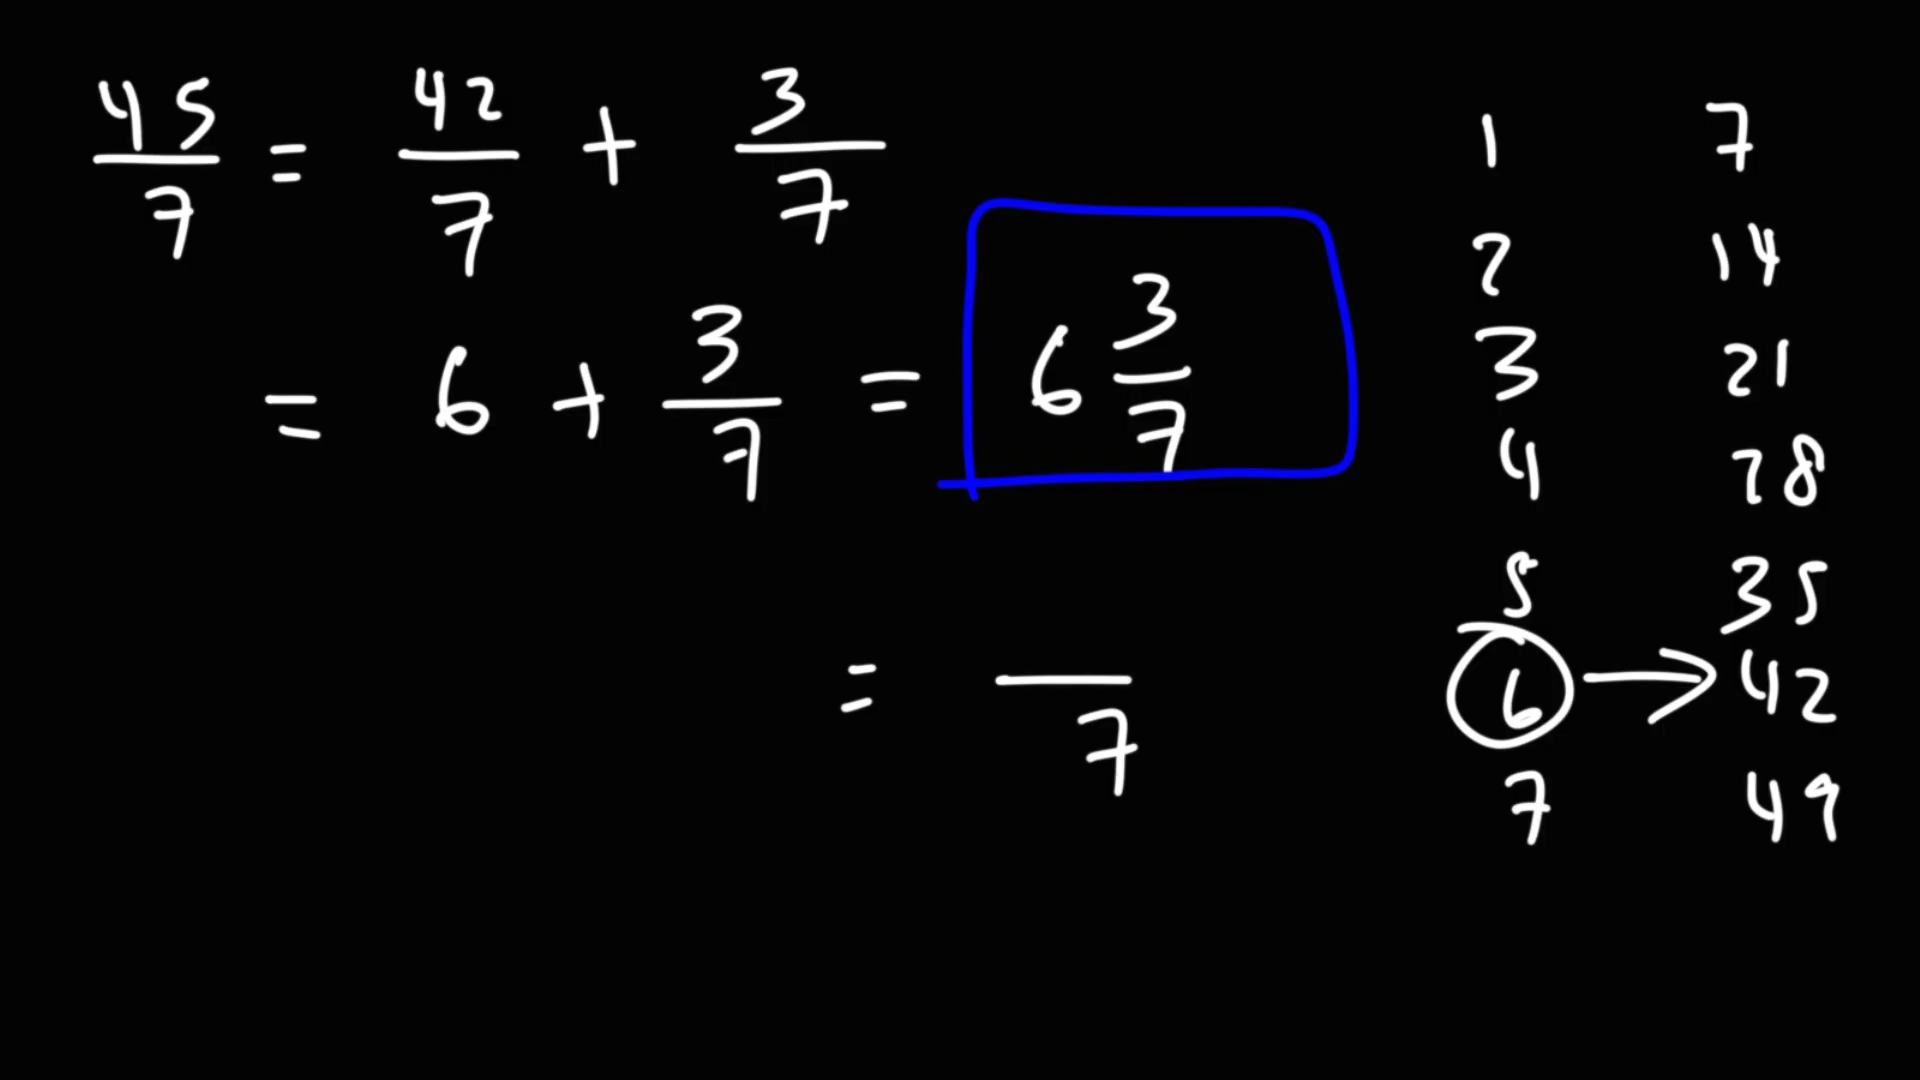 45/7 = 42/7 + 3/7
= 6 + 3/7 = 6 3/7
= /7
1 7
2 14
3 21
4 28
5 35
6 → 42
7 49